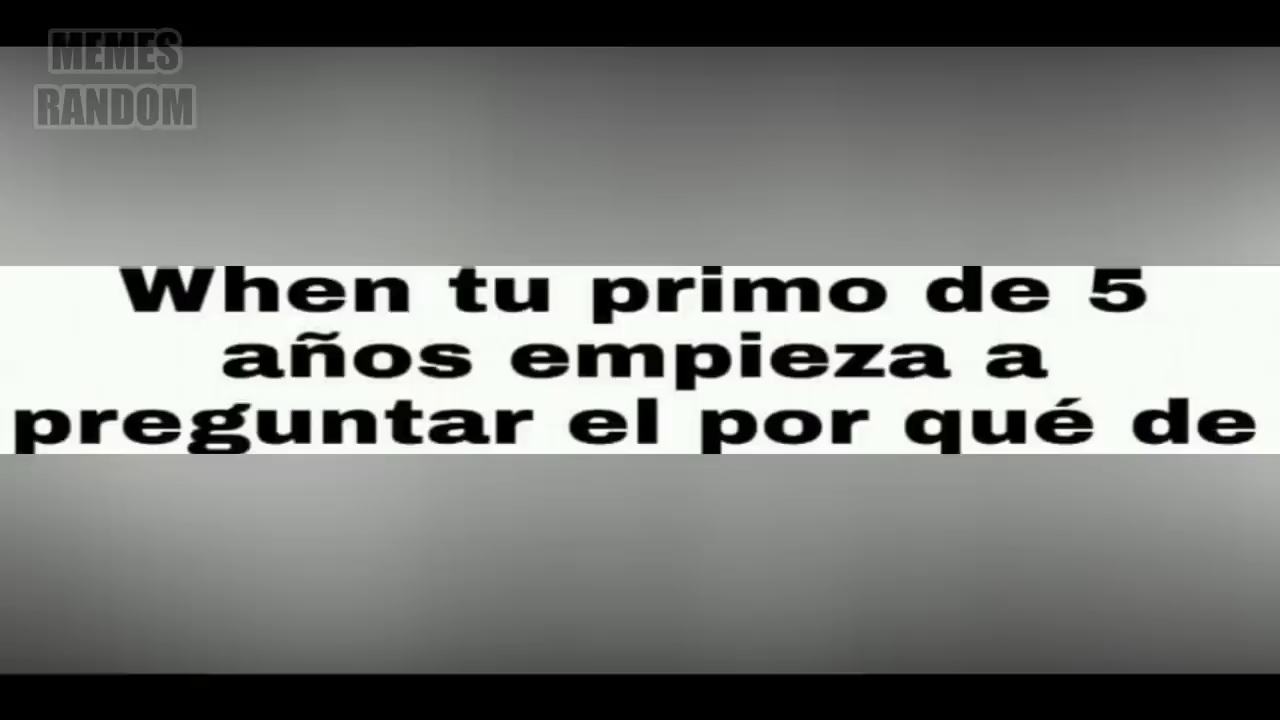 MEMES
RANDOM
When tu primo de 5
años empieza a
preguntar el por qué de